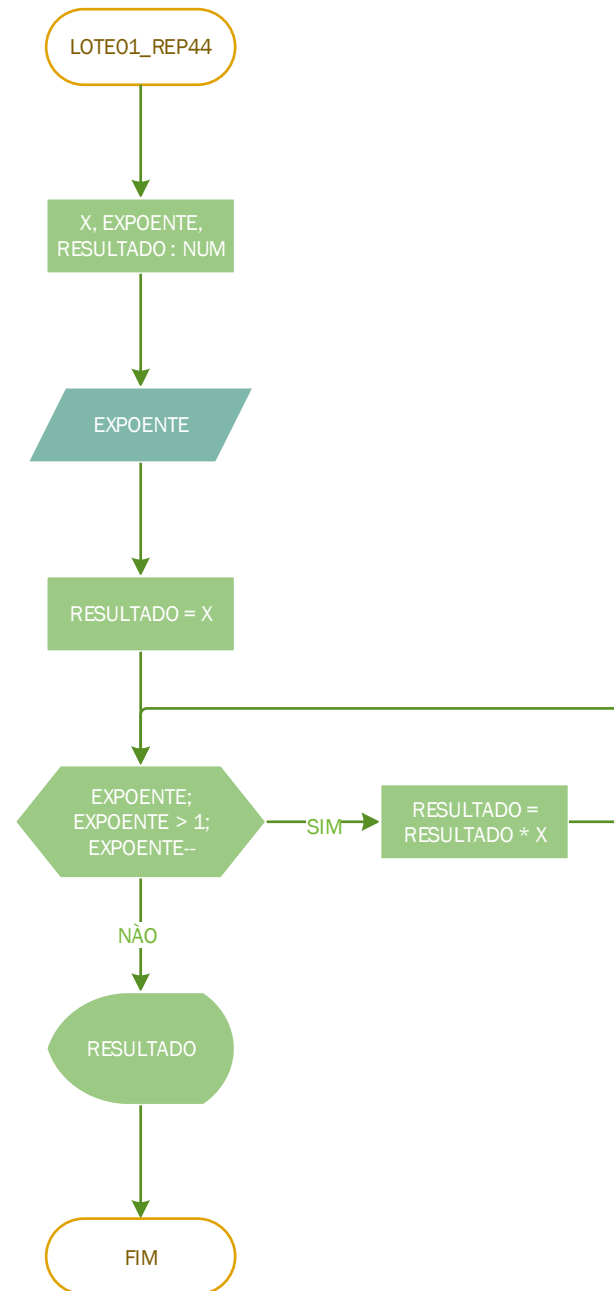 LOTE01_REP44
X, EXPOENTE,
RESULTADO : NUM
EXPOENTE
RESULTADO = X
EXPOENTE;
EXPOENTE > 1;
EXPOENTE--
SIM
RESULTADO =
RESULTADO * X
NÀO
RESULTADO
FIM